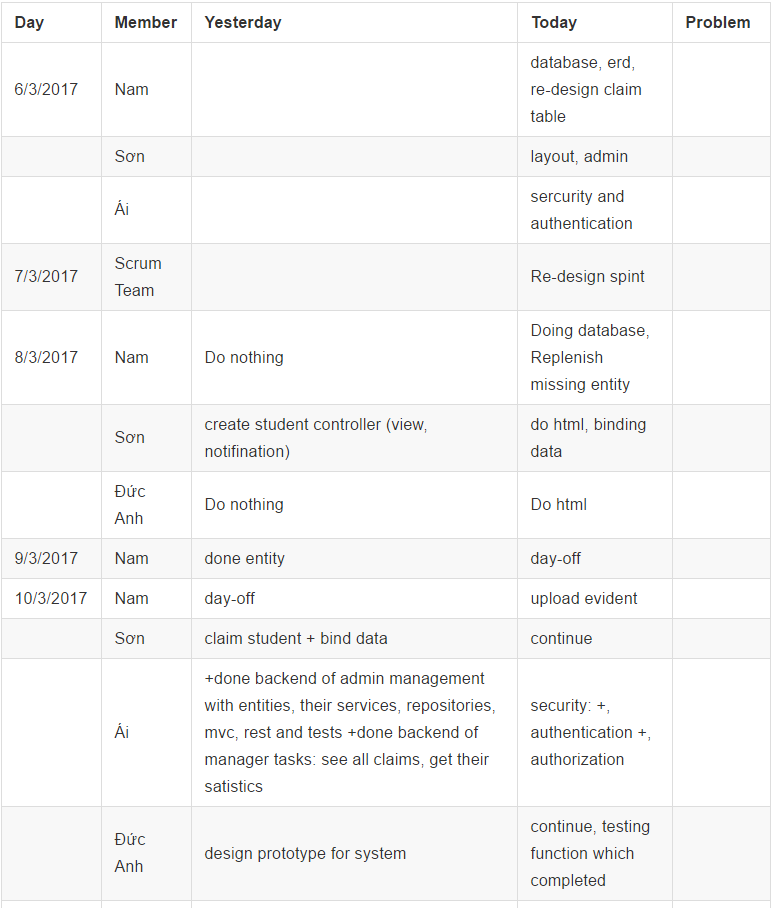 Day Member Yesterday Today Problem
6/3/2017 Nam database, erd,
re-design claim
table
Sơn layout, admin
Ái sercurity and
authentication
7/3/2017 Scrum
Team Re-design spint
8/3/2017 Nam Do nothing Doing database,
Replenish
missing entity
Sơn create student controller (view,
notifination) do html, binding
data
Đức
Anh Do nothing Do html
9/3/2017 Nam done entity day-off
10/3/2017 Nam day-off upload evident
Sơn claim student + bind data continue
Ái +done backend of admin management
with entities, their services, repositories,
mvc, rest and tests +done backend of
manager tasks: see all claims, get their
satistics security: +,
authentication +,
authorization
Đức
Anh design prototype for system continue, testing
function which
completed